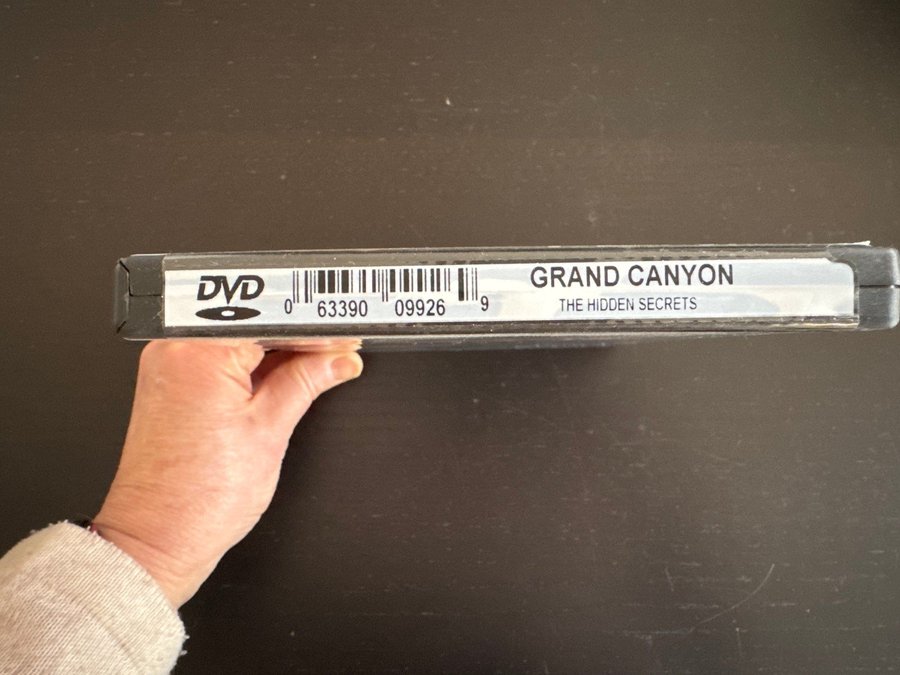 DVD
0 63390 09926 9
GRAND CANYON
THE HIDDEN SECRETS